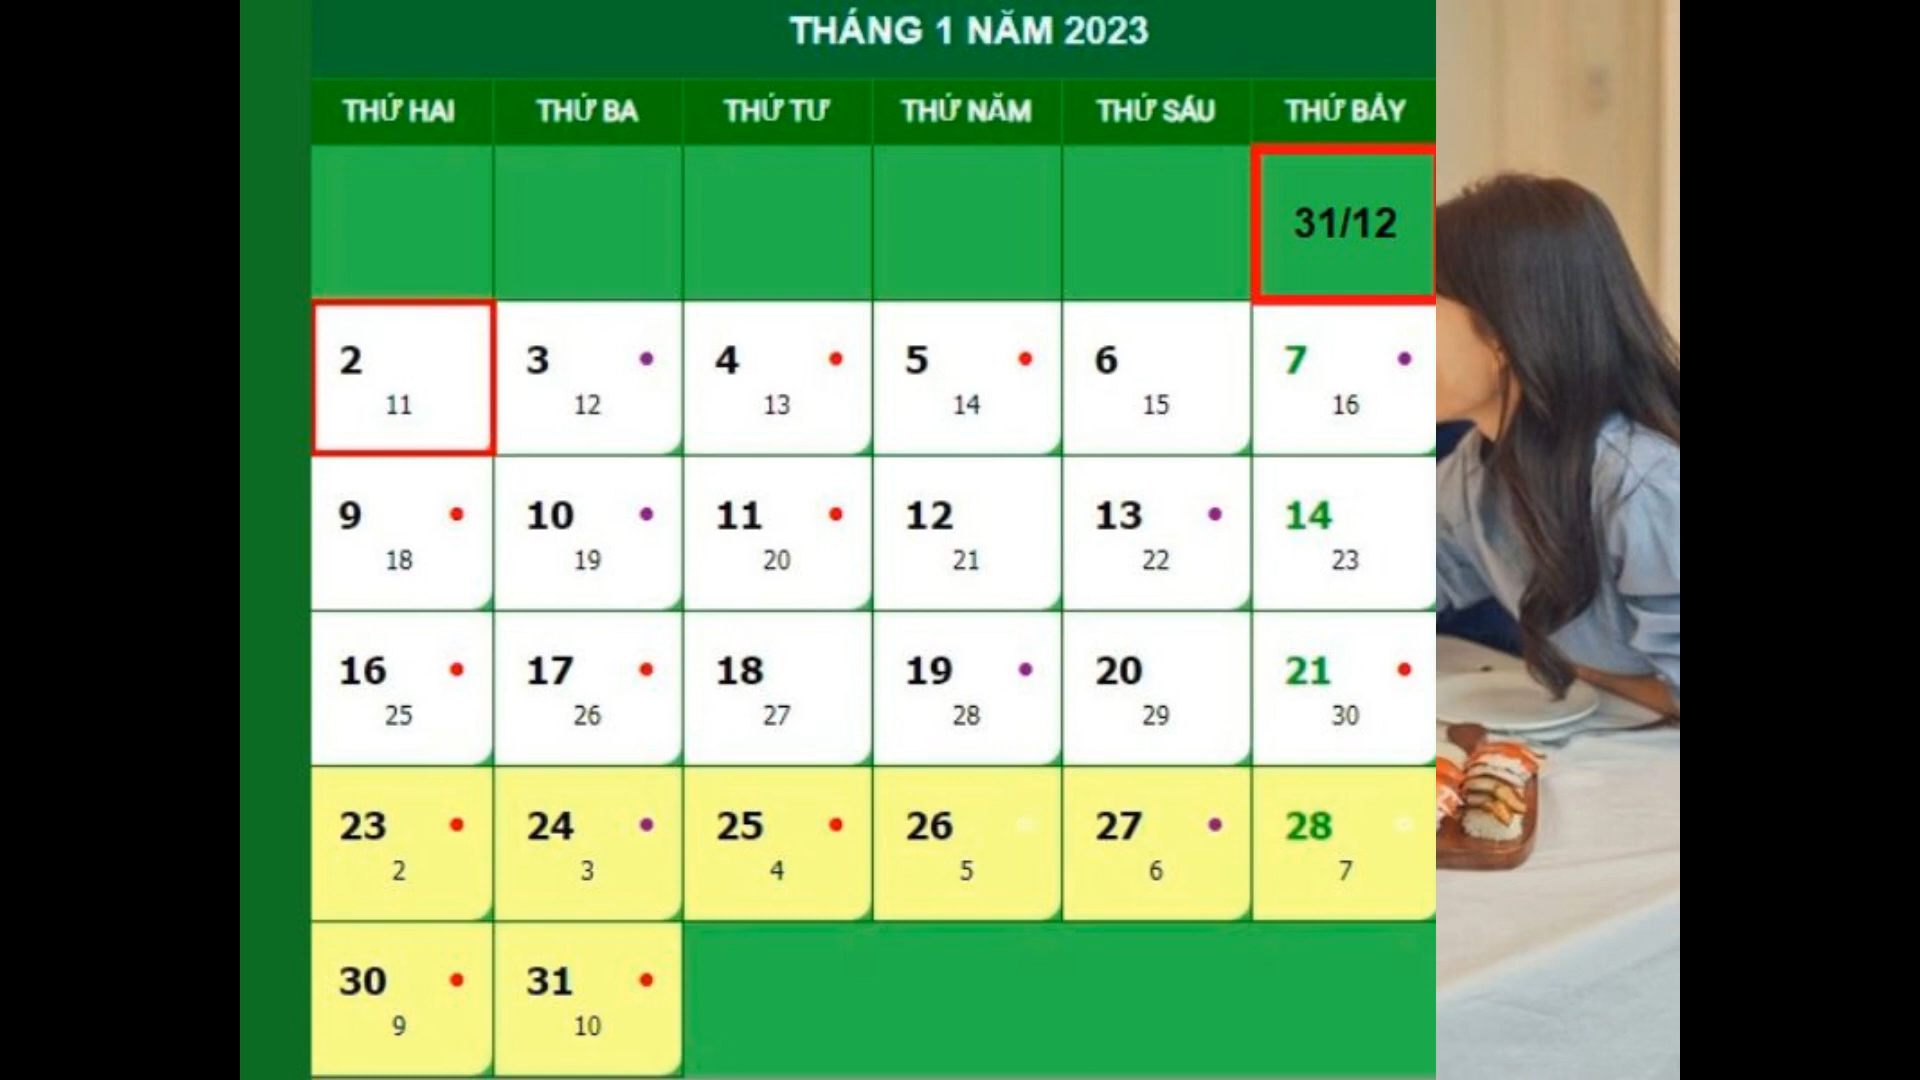 THÁNG 1 NĂM 2023
THỨ HAI THỨ BA THỨ TƯ THỨ NĂM THỨ SÁU THỨ BẢY
31/12
2 3 4 5 6 7
11 12 13 14 15 16
9 10 11 12 13 14
18 19 20 21 22 23
16 17 18 19 20 21
25 26 27 28 29 30
23 24 25 26 27 28
2 3 4 5 6 7
30 31
9 10